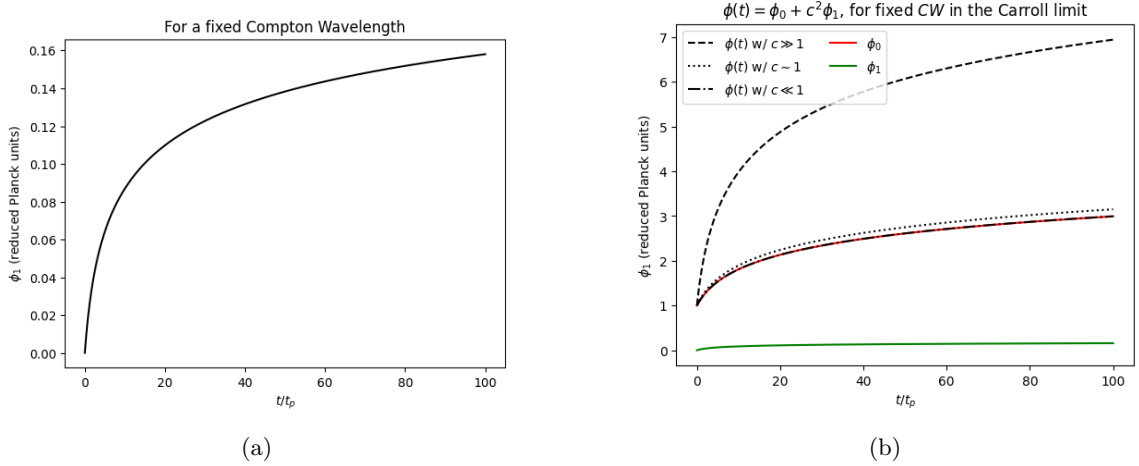 For a fixed Compton Wavelength
0.16
0.14
0.12
0.10
0.08
0.06
0.04
0.02
0.00
ϕ₁ (reduced Planck units)
0 20 40 60 80 100
t/tₚ
(a)
ϕ(t) = ϕ₀ + c²ϕ₁, for fixed CW in the Carroll limit
ϕ(t) w/ c ≫ 1
ϕ(t) w/ c ~ 1
ϕ(t) w/ c ≪ 1
ϕ₀
ϕ₁
7
6
5
4
3
2
1
0
ϕ₁ (reduced Planck units)
0 20 40 60 80 100
t/tₚ
(b)